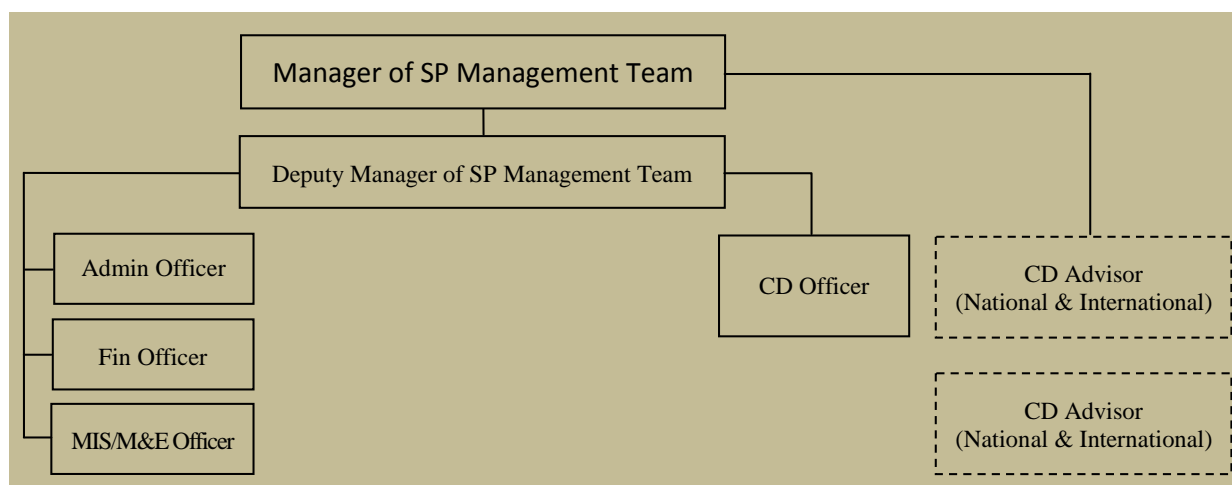 Manager of SP Management Team
Deputy Manager of SP Management Team
Admin Officer
Fin Officer
MIS/M&E Officer
CD Officer
CD Advisor
(National & International)
CD Advisor
(National & International)